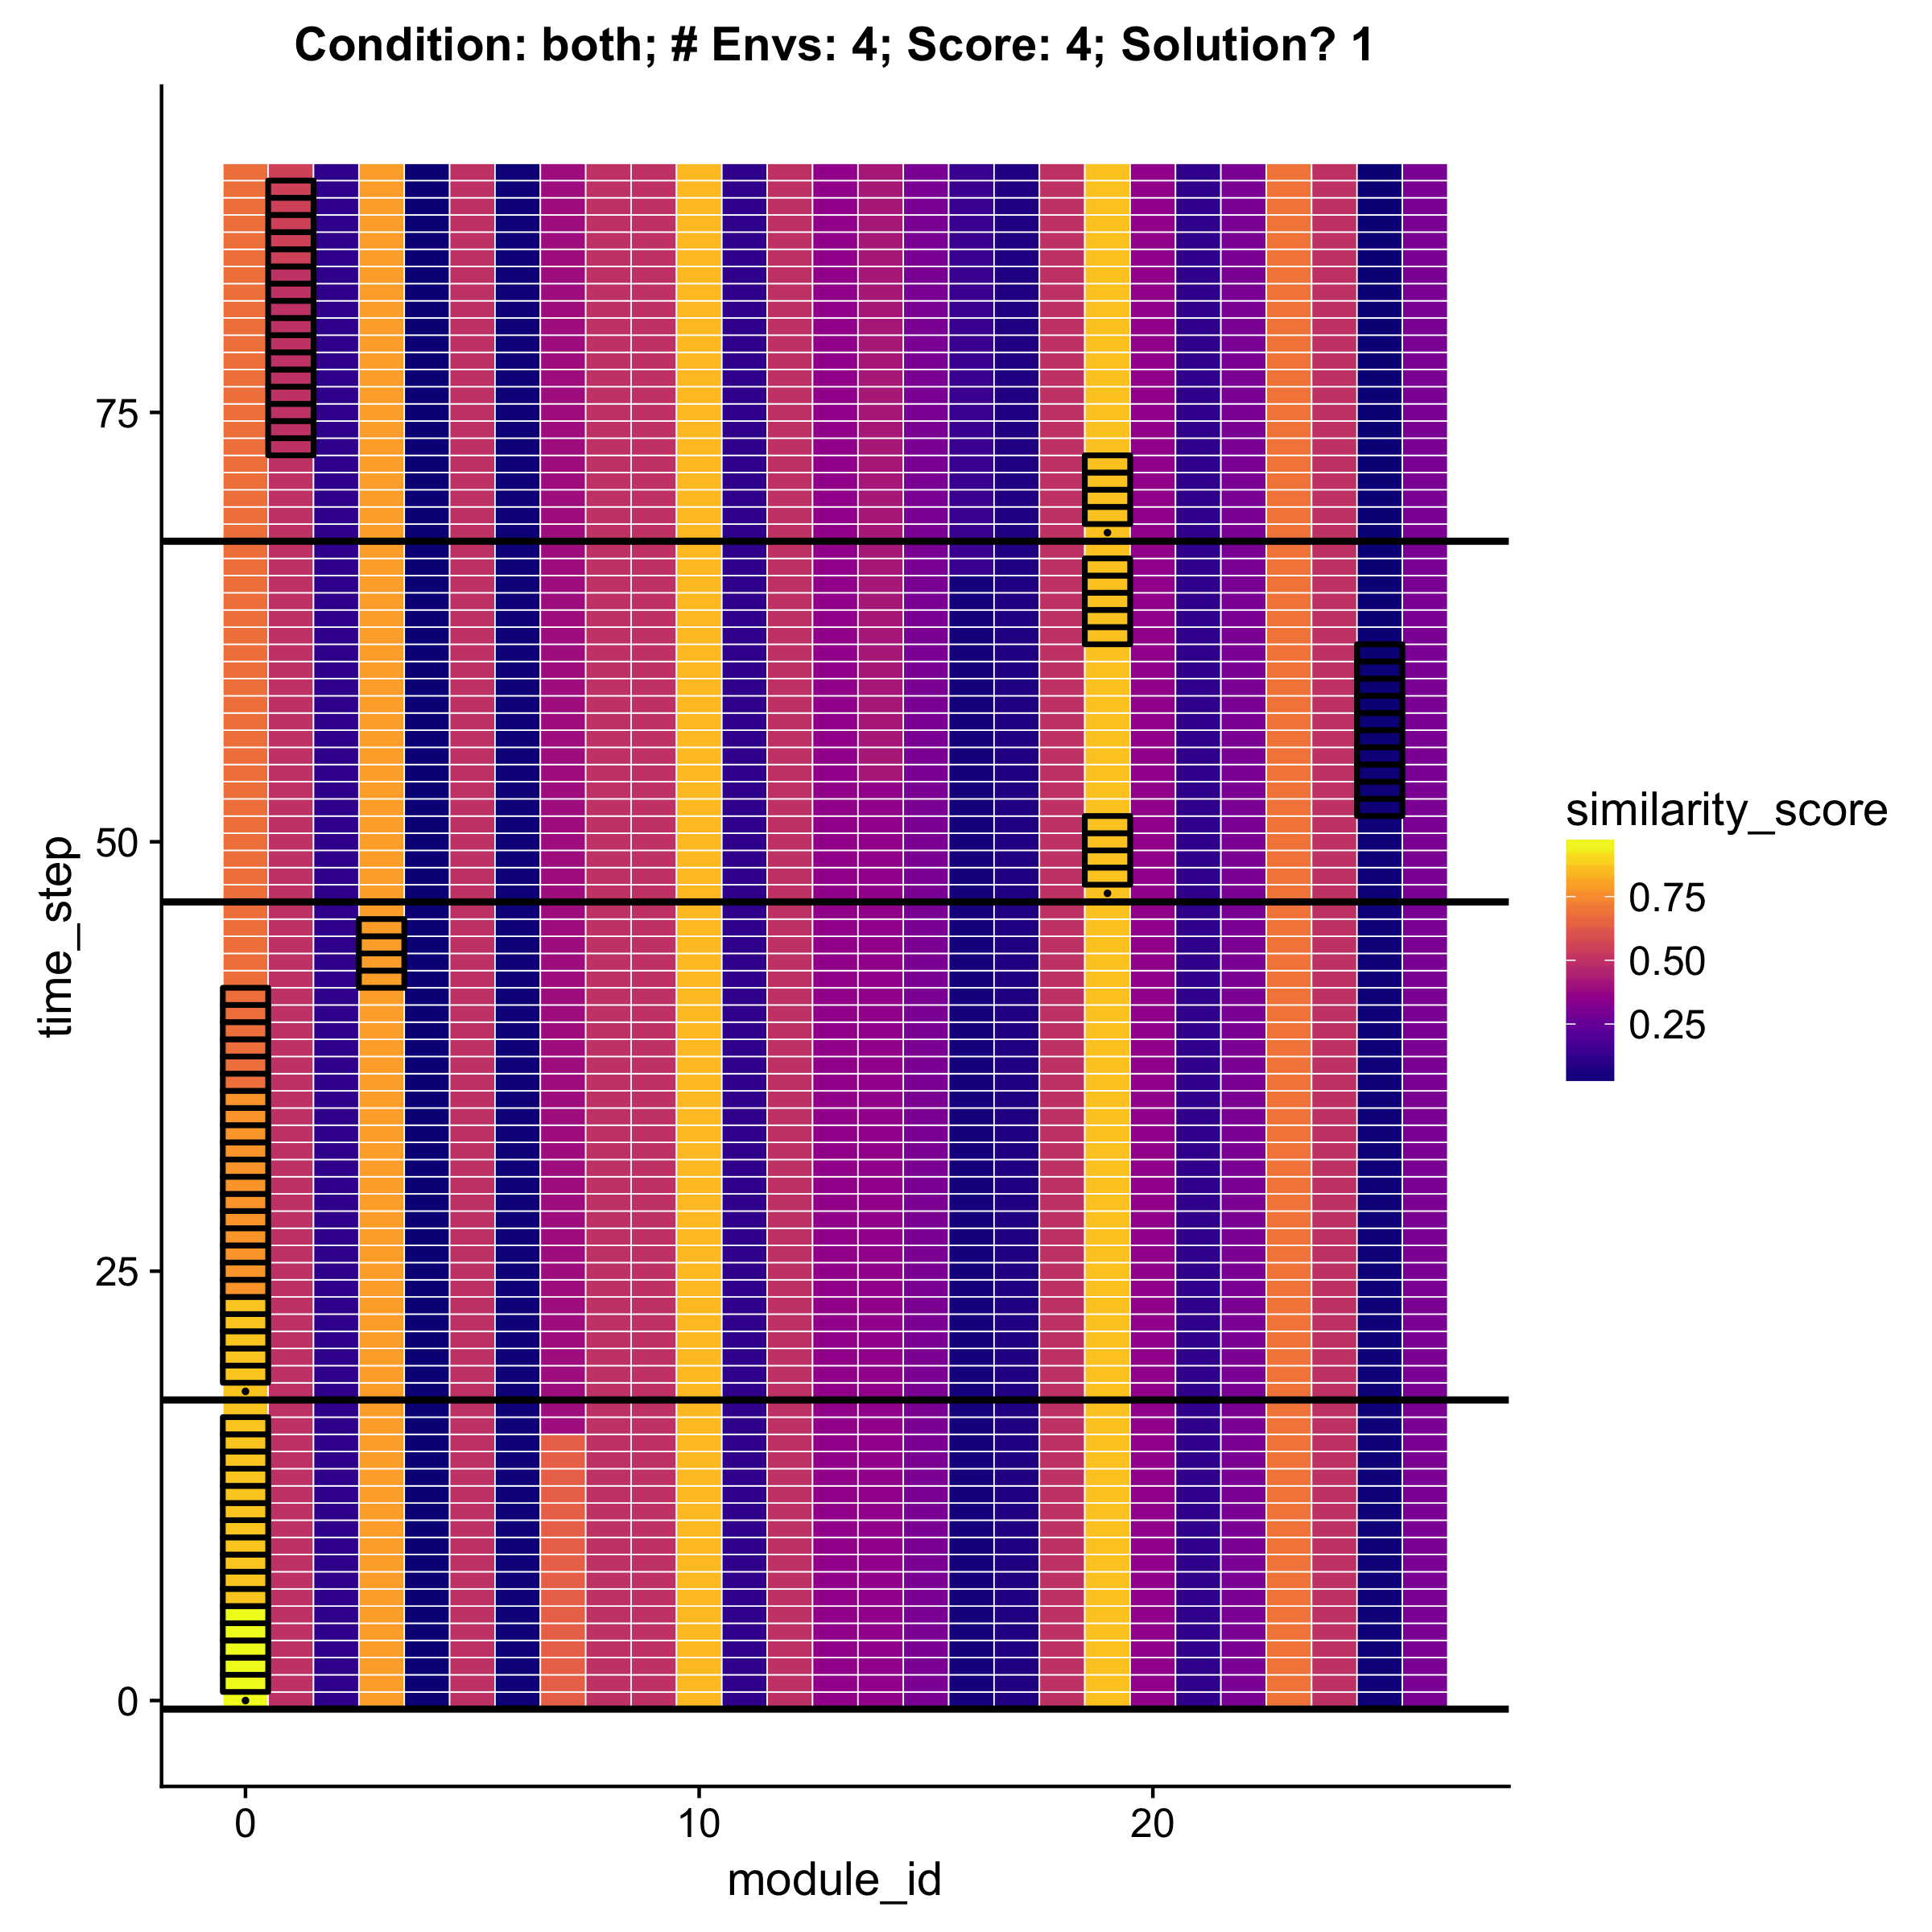 Condition: both; # Envs: 4; Score: 4; Solution? 1
time_step
75
50
25
0
0
10
20
module_id
similarity_score
0.75
0.50
0.25